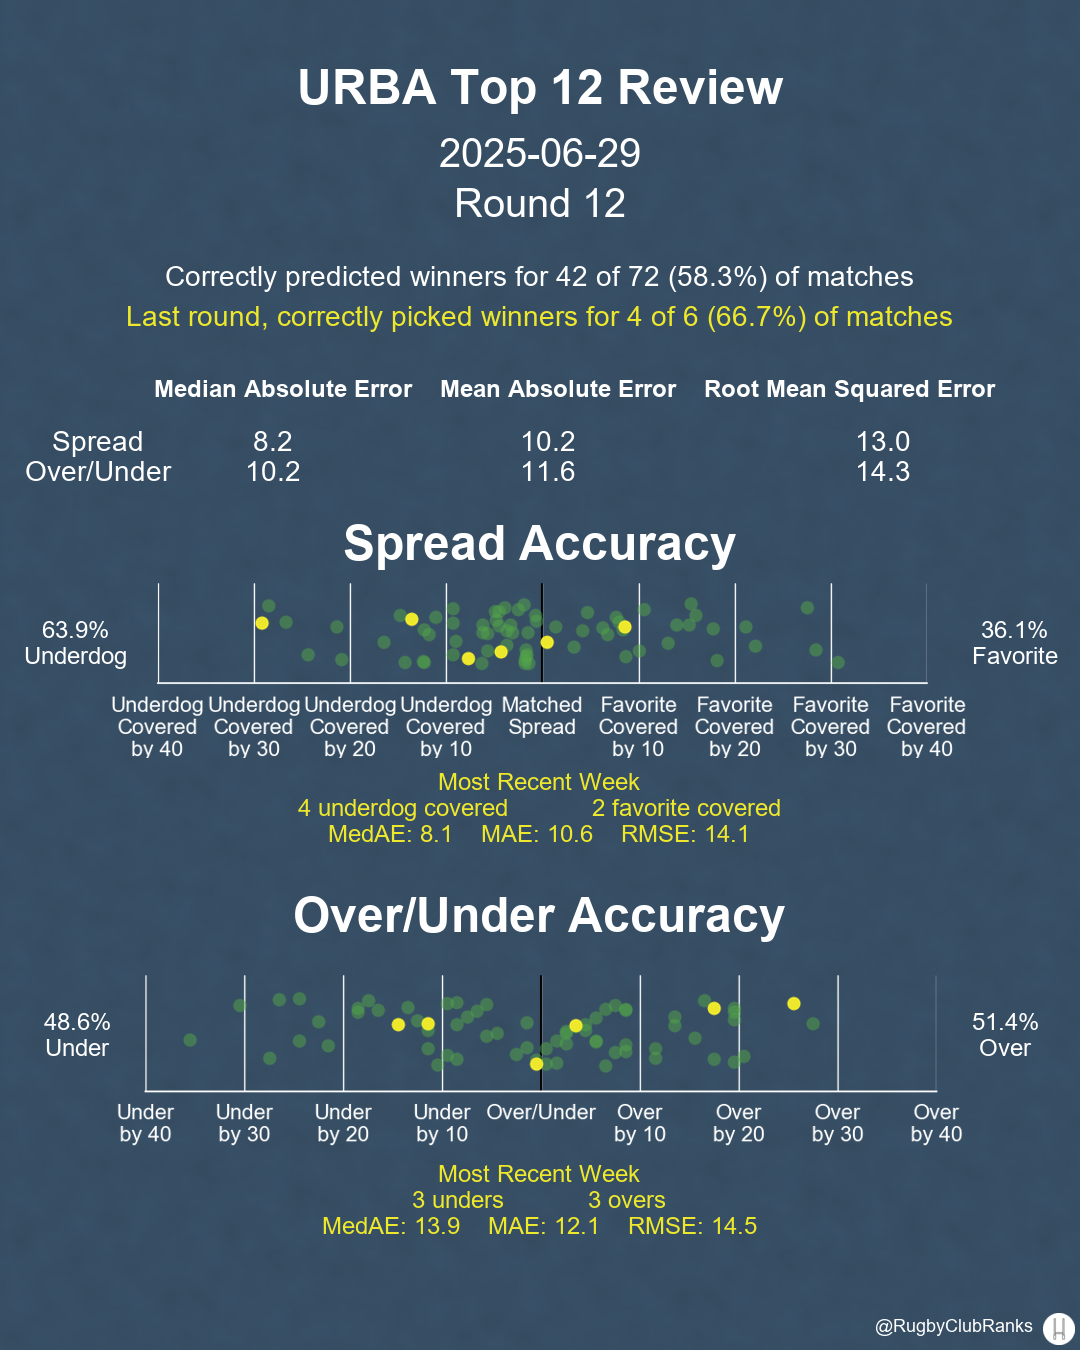 URBA Top 12 Review
2025-06-29
Round 12
Correctly predicted winners for 42 of 72 (58.3%) of matches
Last round, correctly picked winners for 4 of 6 (66.7%) of matches
Median Absolute Error Mean Absolute Error Root Mean Squared Error
Spread 8.2 10.2 13.0
Over/Under 10.2 11.6 14.3
Spread Accuracy
63.9% 36.1%
Underdog Favorite
Underdog Underdog Underdog Underdog Matched Favorite Favorite Favorite Favorite
Covered Covered Covered Covered Spread Covered Covered Covered Covered
by 40 by 30 by 20 by 10 by 10 by 20 by 30 by 40
Most Recent Week
4 underdog covered 2 favorite covered
MedAE: 8.1 MAE: 10.6 RMSE: 14.1
Over/Under Accuracy
48.6% 51.4%
Under Over
Under Under Under Under Over/Under Over Over Over Over
by 40 by 30 by 20 by 10 by 10 by 20 by 30 by 40
Most Recent Week
3 unders 3 overs
MedAE: 13.9 MAE: 12.1 RMSE: 14.5
@RugbyClubRanks